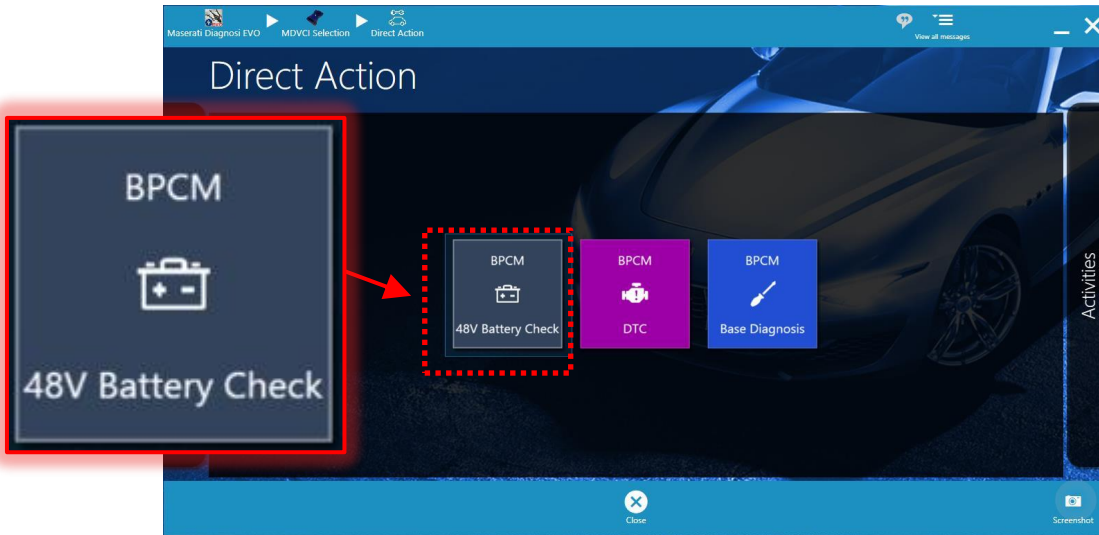 Maserati Diagnosi EVO
MDVCI Selection
Direct Action
View all messages
Direct Action
BPCM
48V Battery Check
BPCM
48V Battery Check
BPCM
DTC
BPCM
Base Diagnosis
Activities
Close
Screenshot